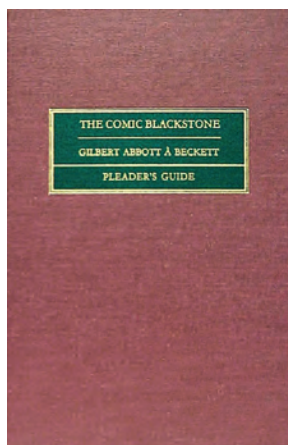 THE COMIC BLACKSTONE
GILBERT ABBOTT À BECKETT
PLEADER'S GUIDE